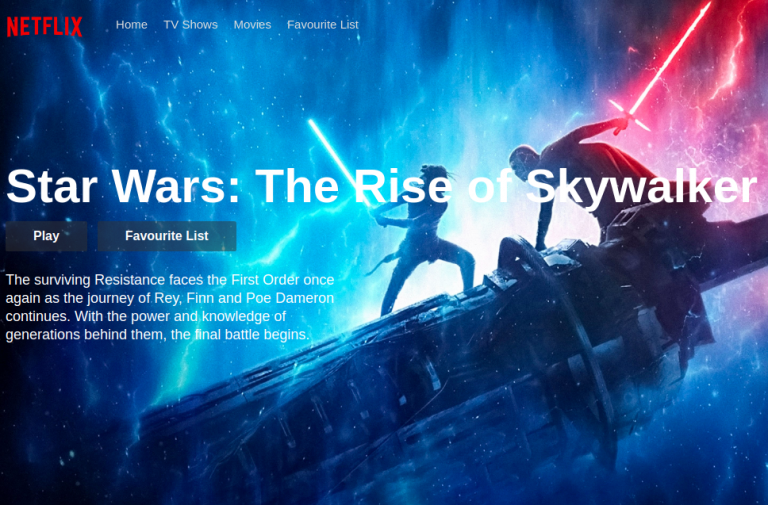 NETFLIX Home TV Shows Movies Favourite List
Star Wars: The Rise of Skywalker
Play Favourite List
The surviving Resistance faces the First Order once
again as the journey of Rey, Finn and Poe Dameron
continues. With the power and knowledge of
generations behind them, the final battle begins.